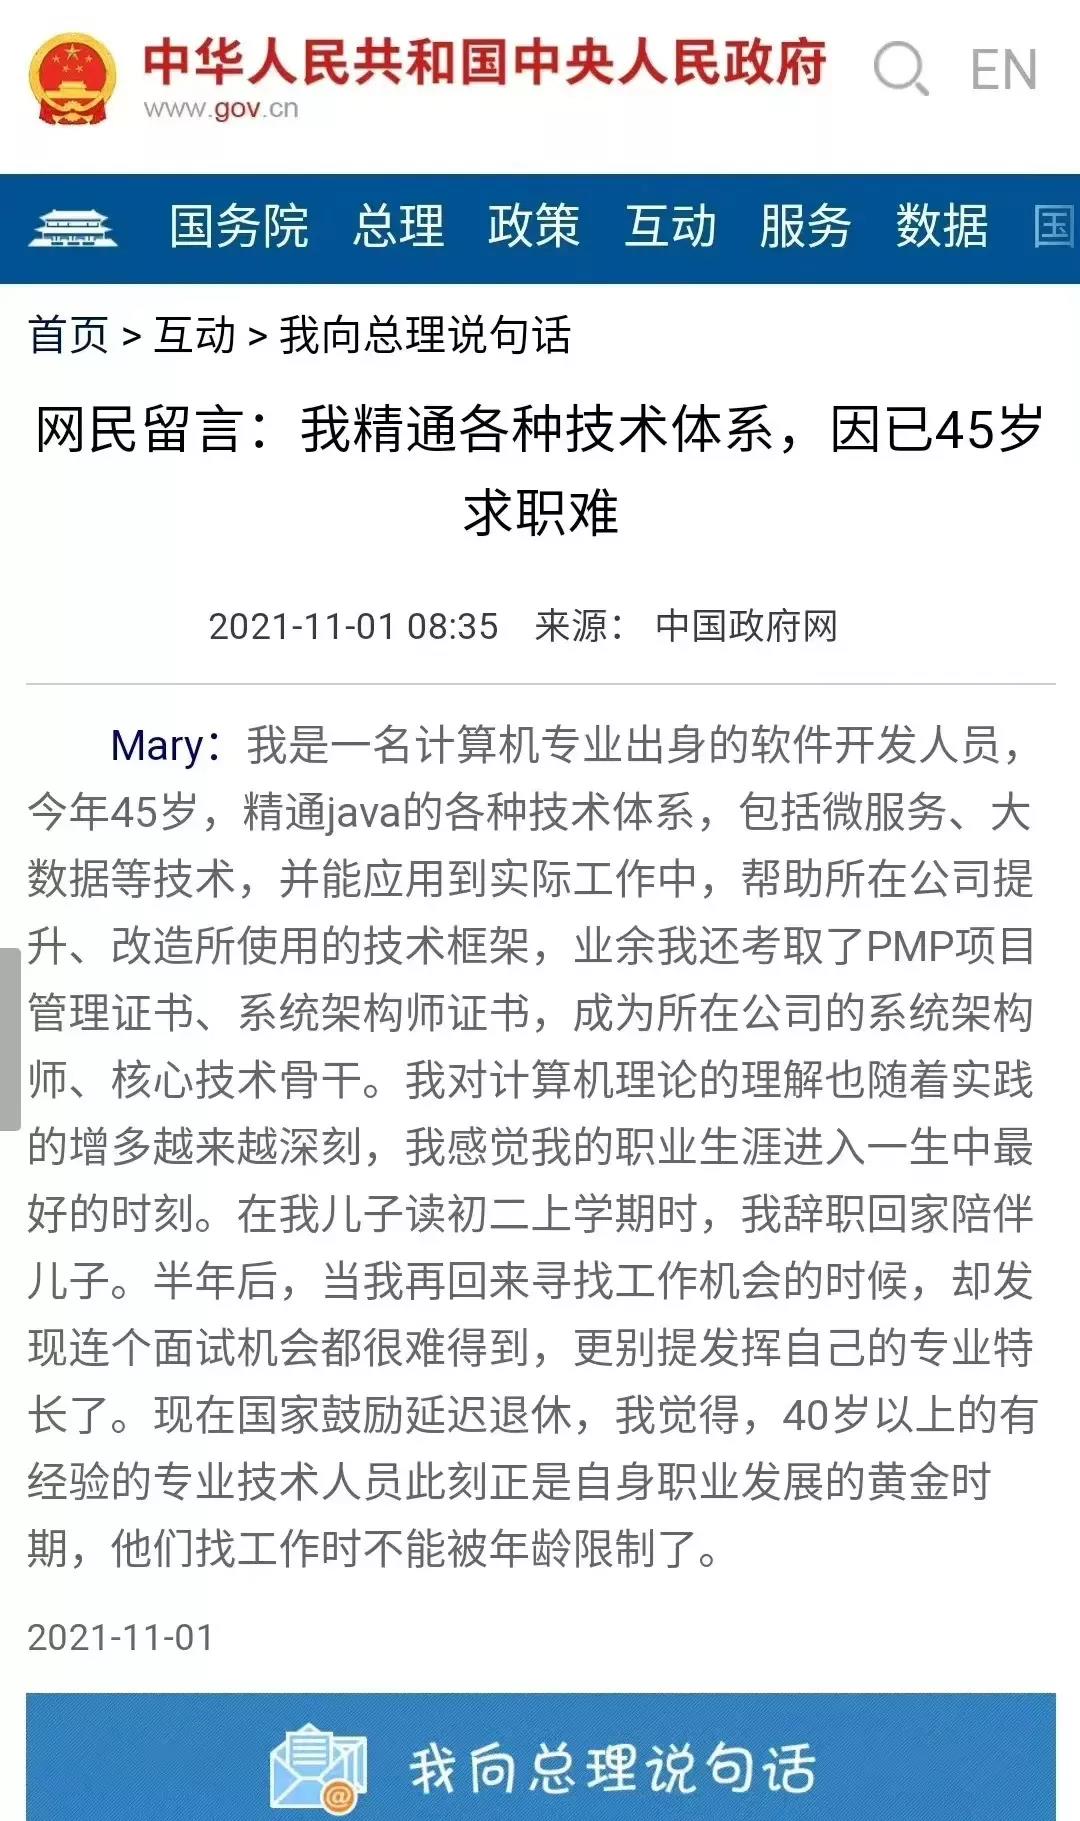 中华人民共和国中央人民政府
www.gov.cn
EN
国务院 总理 政策 互动 服务 数据 国
首页 > 互动 > 我向总理说句话
网民留言：我精通各种技术体系，因已45岁
求职难
2021-11-01 08:35 来源： 中国政府网
Mary：我是一名计算机专业出身的软件开发人员，
今年45岁，精通java的各种技术体系，包括微服务、大
数据等技术，并能应用到实际工作中，帮助所在公司提
升、改造所使用的技术框架，业余我还考取了PMP项目
管理证书、系统架构师证书，成为所在公司的系统架构
师、核心技术骨干。我对计算机理论的理解也随着实践
的增多越来越深刻，我感觉我的职业生涯进入一生中最
好的时刻。在我儿子读初二上学期时，我辞职回家陪伴
儿子。半年后，当我再回来寻找工作机会的时候，却发
现连个面试机会都很难得到，更别提发挥自己的专业特
长了。现在国家鼓励延迟退休，我觉得，40岁以上的有
经验的专业技术人员此刻正是自身职业发展的黄金时
期，他们找工作时不能被年龄限制了。
2021-11-01
我向总理说句话